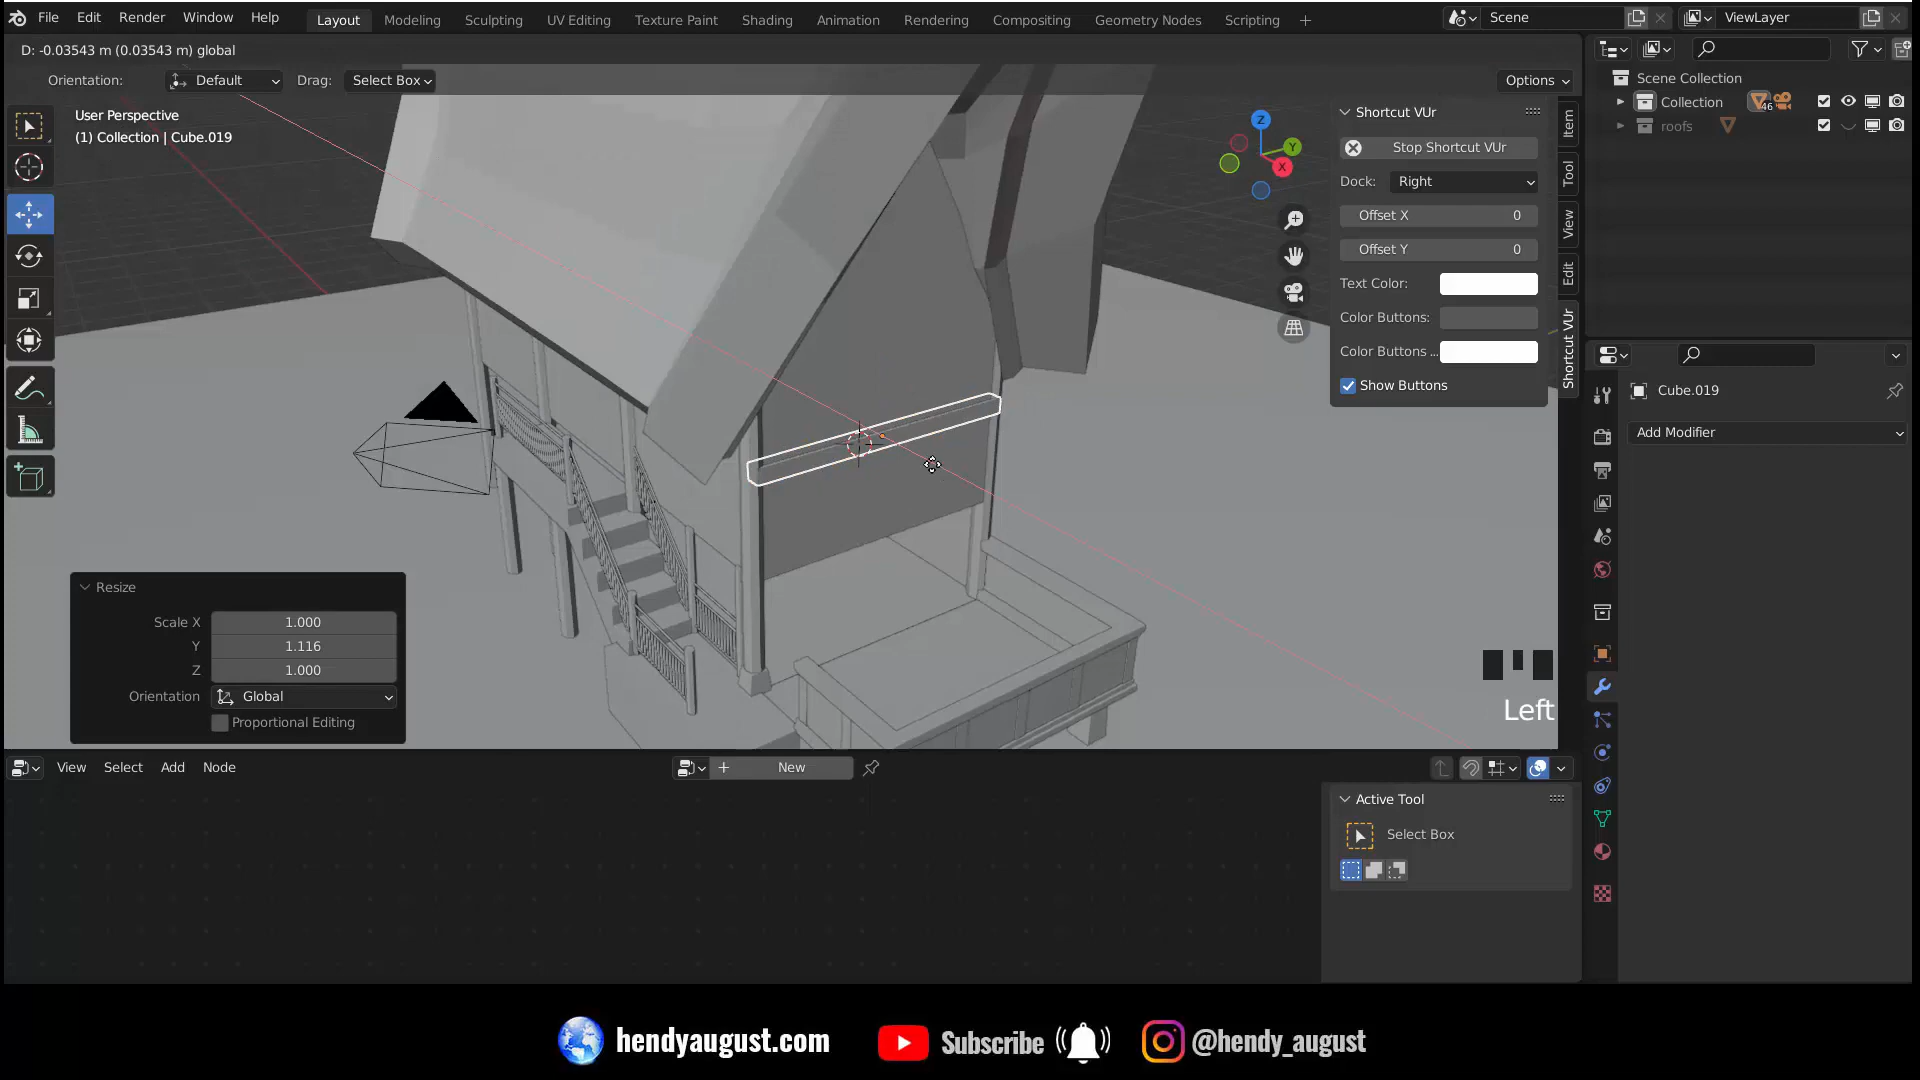 File Edit Render Window Help Layout Modeling Sculpting UV Editing Texture Paint Shading Animation Rendering Compositing Geometry Nodes Scripting + Scene ViewLayer
D: -0.03543 m (0.03543 m) global
Orientation: Default Drag: Select Box Options
User Perspective
(1) Collection | Cube.019
Z
Y
X
Shortcut VUr
Stop Shortcut VUr
Dock: Right
Offset X 0
Offset Y 0
Text Color:
Color Buttons:
Color Buttons ...
Show Buttons
Item
Tool
View
Edit
Shortcut VUr
Scene Collection
Collection 46
roofs
Cube.019
Add Modifier
Resize
Scale X 1.000
Y 1.116
Z 1.000
Orientation Global
Proportional Editing
Left
View Select Add Node + New
Active Tool
Select Box
hendyaugust.com Subscribe @hendy_august